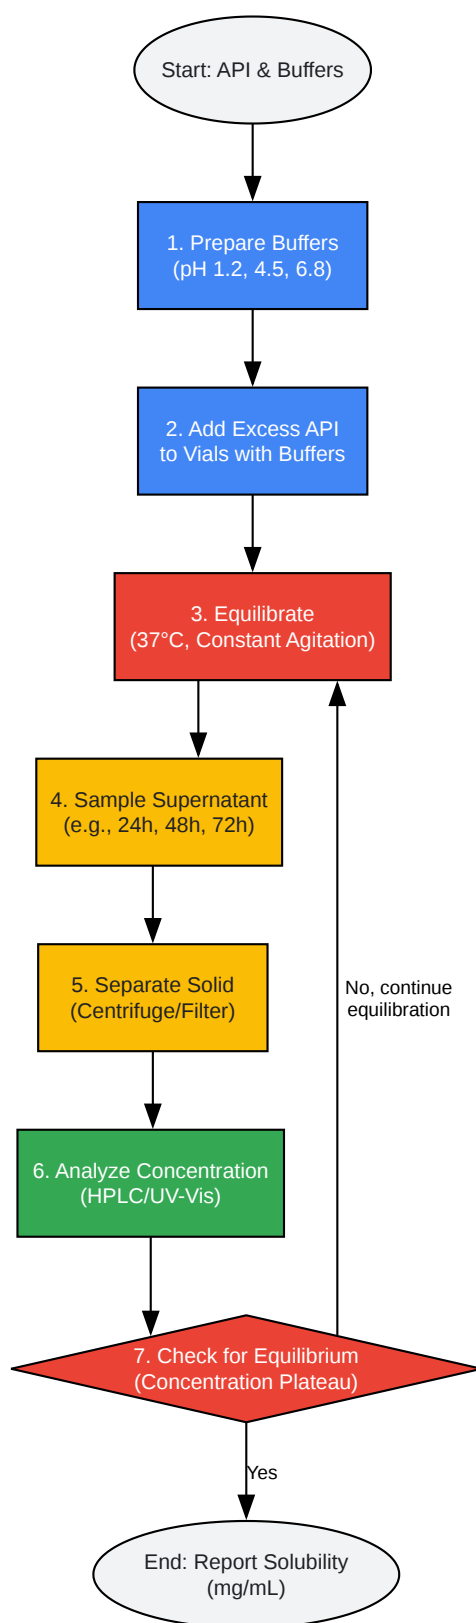 Start: API & Buffers
1. Prepare Buffers
(pH 1.2, 4.5, 6.8)
2. Add Excess API
to Vials with Buffers
3. Equilibrate
(37°C, Constant Agitation)
4. Sample Supernatant
(e.g., 24h, 48h, 72h)
5. Separate Solid
(Centrifuge/Filter)
No, continue
equilibration
6. Analyze Concentration
(HPLC/UV-Vis)
7. Check for Equilibrium
(Concentration Plateau)
Yes
End: Report Solubility
(mg/mL)